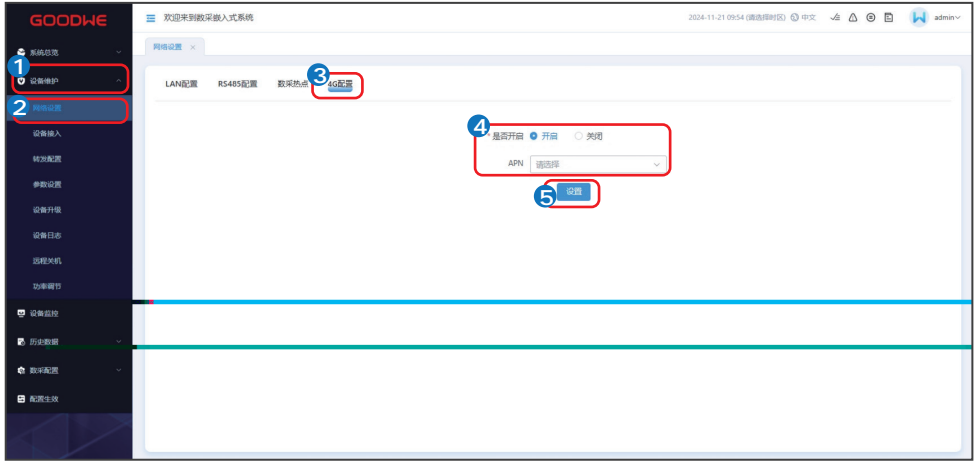 GOODWE
欢迎来到数采嵌入式系统
2024-11-21 09:54 (请选择时区) 中文
admin
系统总览
网络设置 ×
1
设备维护
3
LAN配置 RS485配置 数采热点 4G配置
2
网络设置
4
* 是否开启 开启 关闭
设备接入
APN 请选择
转发配置
5
设置
参数设置
设备升级
设备日志
远程关机
功率调节
设备监控
历史数据
数采配置
配置生效